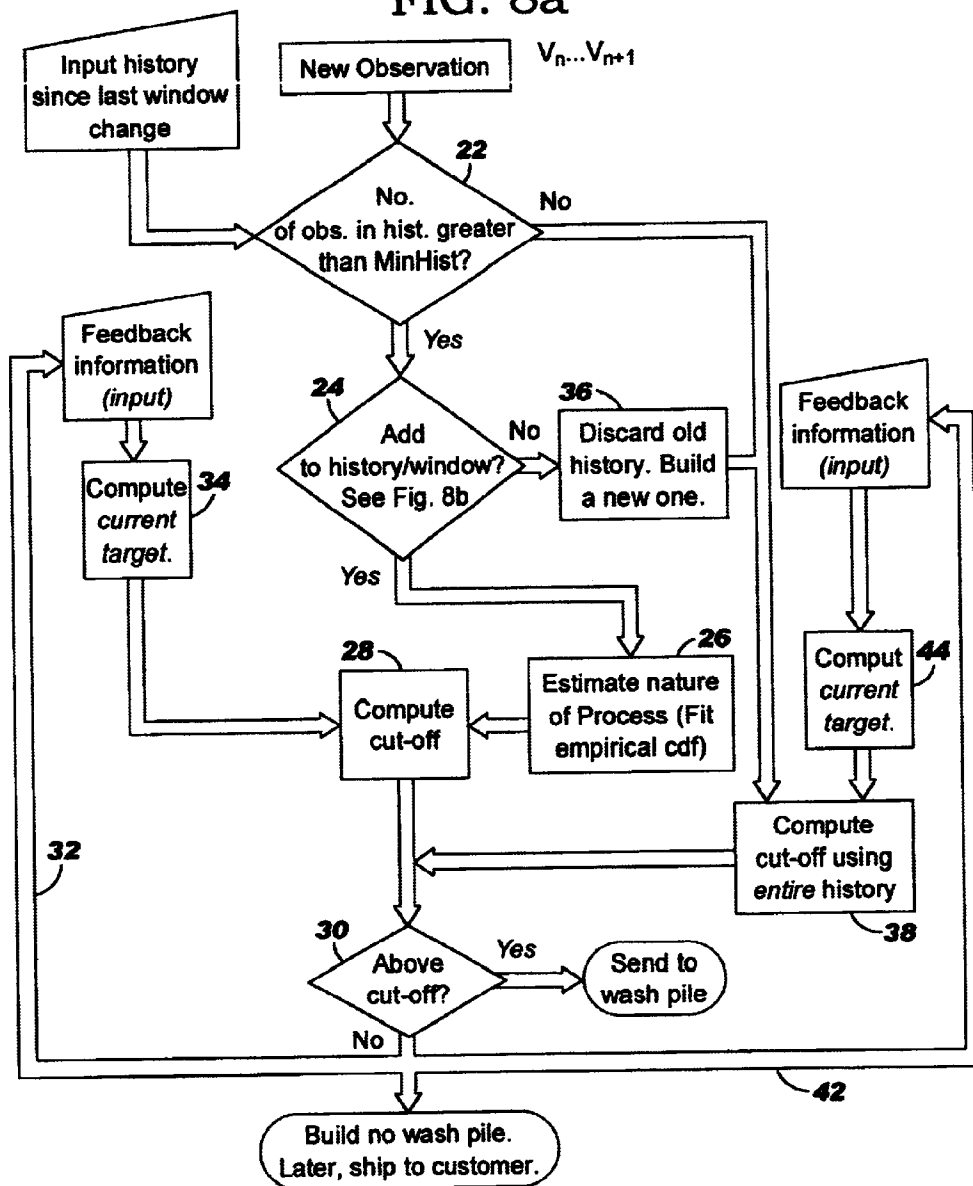 FIG. 8a
Input history
since last window
change
New Observation
Vn...Vn+1
22
No.
of obs. in hist. greater
than MinHist?
No
Yes
Feedback
information
(input)
24
Add
to history/window?
See Fig. 8b
No
36
Discard old
history. Build
a new one.
Feedback
information
(input)
Compute
current
target.
34
Yes
28
Compute
cut-off
26
Estimate nature
of Process (Fit
empirical cdf)
Comput
current
target.
44
32
Compute
cut-off using
entire history
38
30
Above
cut-off?
Yes
Send to
wash pile
No
42
Build no wash pile.
Later, ship to customer.